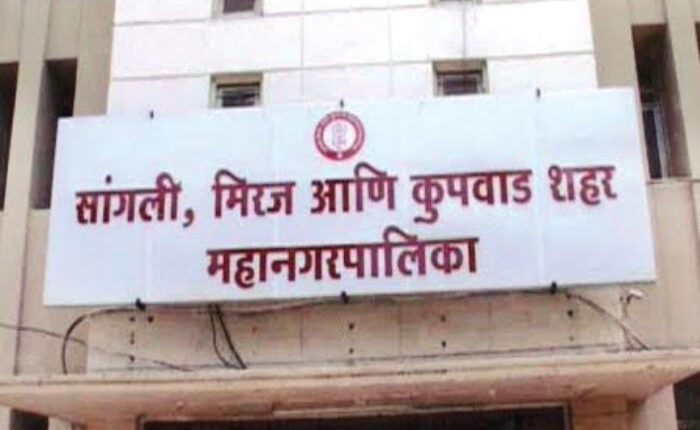 सांगली, मिरज आणि कुपवाड शहर
महानगरपालिका